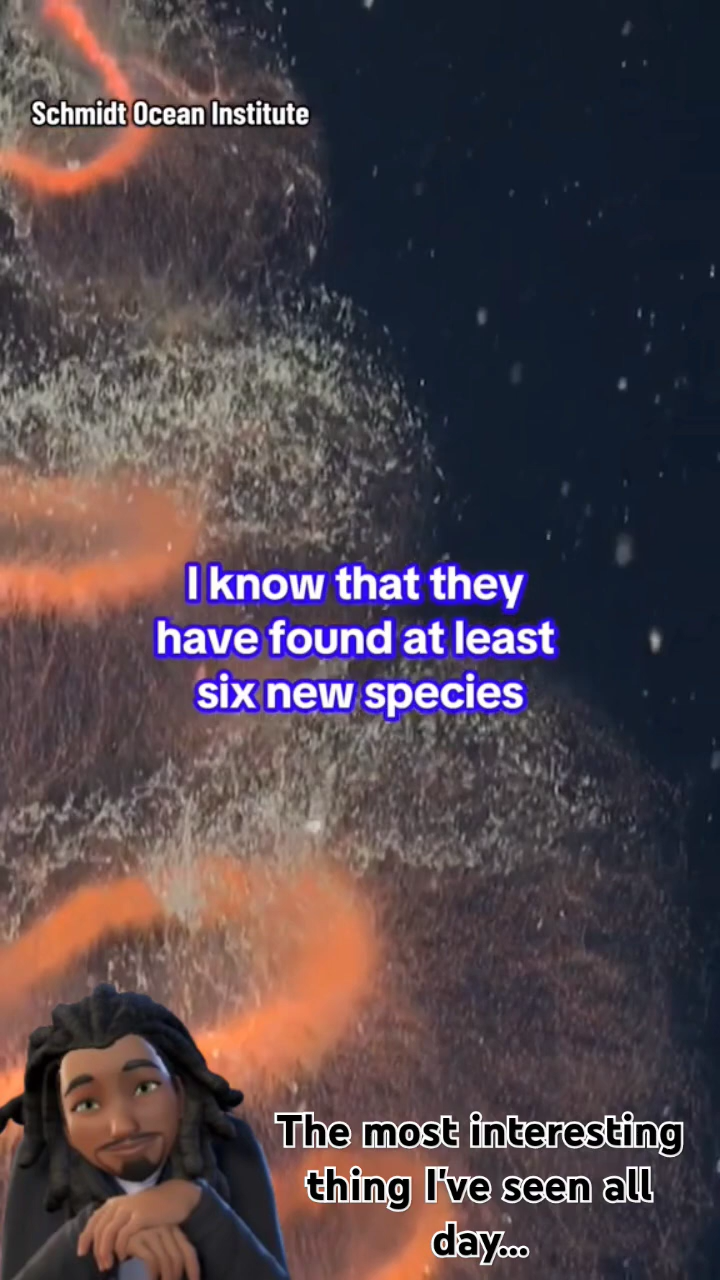 Schmidt Ocean Institute
I know that they
have found at least
six new species
The most interesting
thing I've seen all
day...